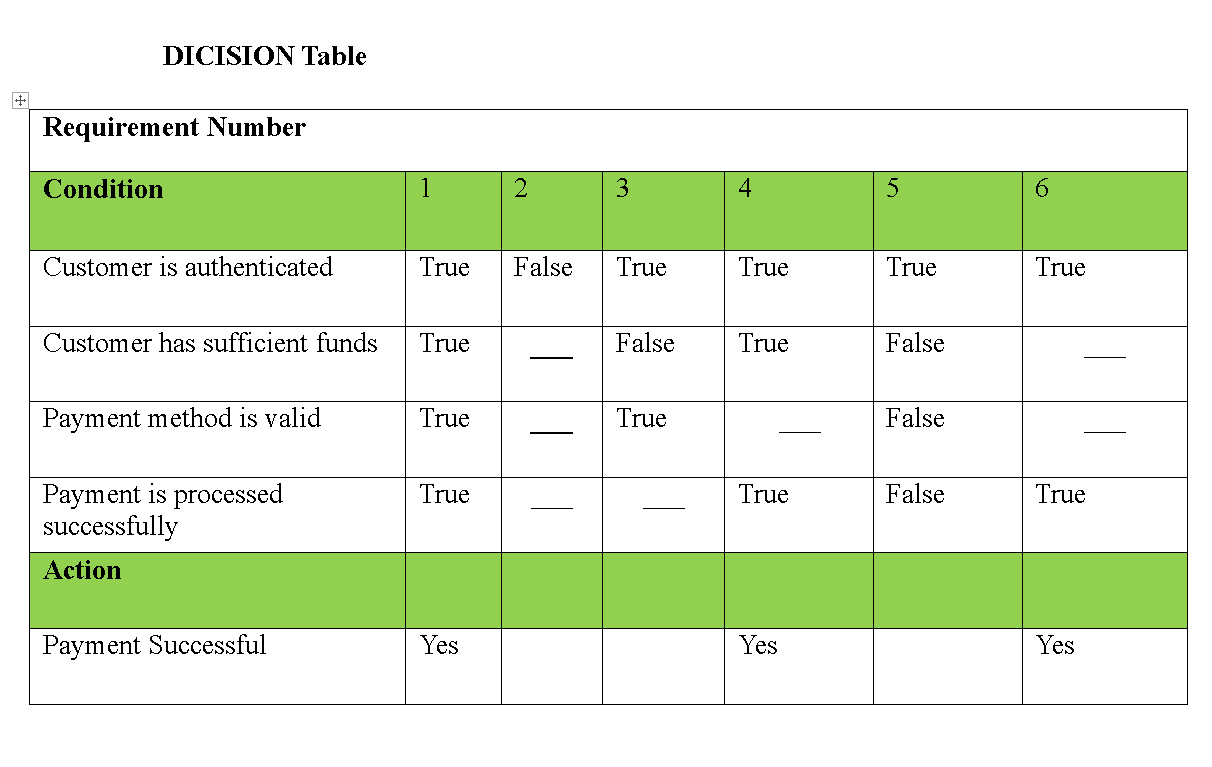 DICISION Table
Requirement Number
Condition 1 2 3 4 5 6
Customer is authenticated True False True True True True
Customer has sufficient funds True ___ False True False ___
Payment method is valid True ___ True ___ False ___
Payment is processed
successfully True ___ ___ True False True
Action
Payment Successful Yes Yes Yes